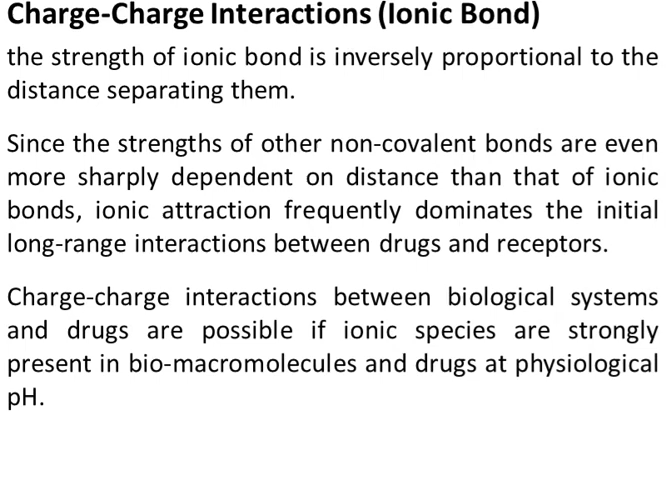 Charge-Charge Interactions (Ionic Bond)
the strength of ionic bond is inversely proportional to the
distance separating them.
Since the strengths of other non-covalent bonds are even
more sharply dependent on distance than that of ionic
bonds, ionic attraction frequently dominates the initial
long-range interactions between drugs and receptors.
Charge-charge interactions between biological systems
and drugs are possible if ionic species are strongly
present in bio-macromolecules and drugs at physiological
pH.